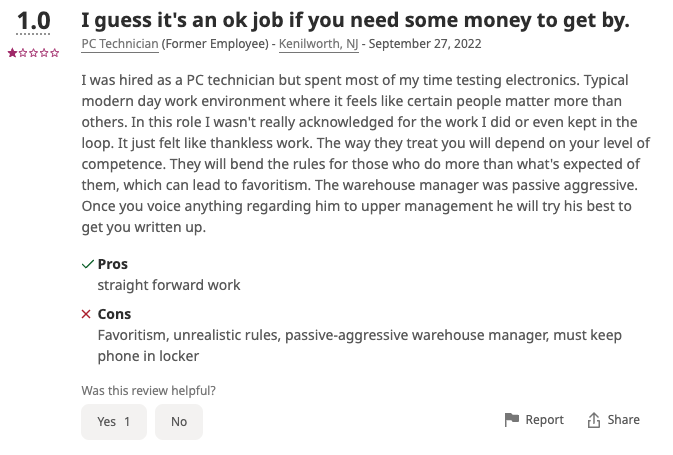 1.0
I guess it's an ok job if you need some money to get by.
PC Technician (Former Employee) - Kenilworth, NJ - September 27, 2022
I was hired as a PC technician but spent most of my time testing electronics. Typical
modern day work environment where it feels like certain people matter more than
others. In this role I wasn't really acknowledged for the work I did or even kept in the
loop. It just felt like thankless work. The way they treat you will depend on your level of
competence. They will bend the rules for those who do more than what's expected of
them, which can lead to favoritism. The warehouse manager was passive aggressive.
Once you voice anything regarding him to upper management he will try his best to
get you written up.
Pros
straight forward work
Cons
Favoritism, unrealistic rules, passive-aggressive warehouse manager, must keep
phone in locker
Was this review helpful?
Yes 1 No Report Share